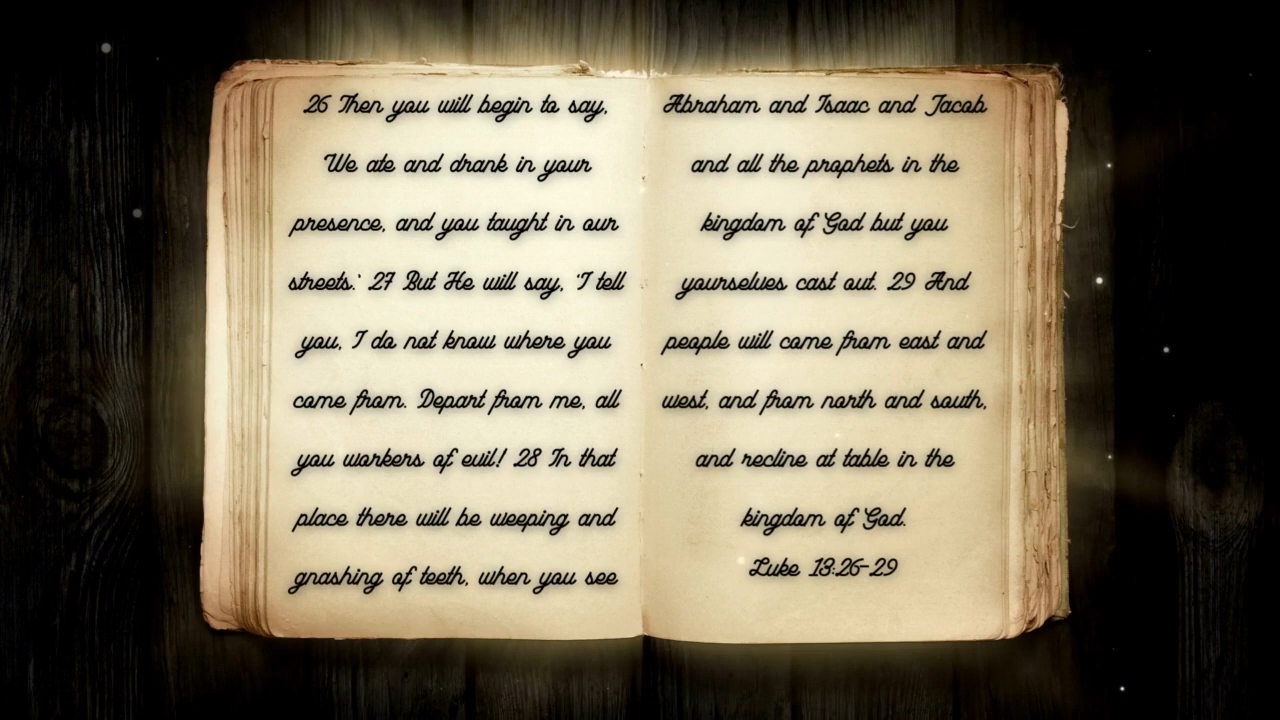 26 Then you will begin to say,
We ate and drank in your
presence, and you taught in our
streets.' 27 But He will say, 'I tell
you, I do not know where you
come from. Depart from me, all
you workers of evil! 28 In that
place there will be weeping and
gnashing of teeth, when you see
Abraham and Isaac and Jacob
and all the prophets in the
kingdom of God but you
yourselves cast out. 29 And
people will come from east and
west, and from north and south,
and recline at table in the
kingdom of God.
Luke 13:26-29